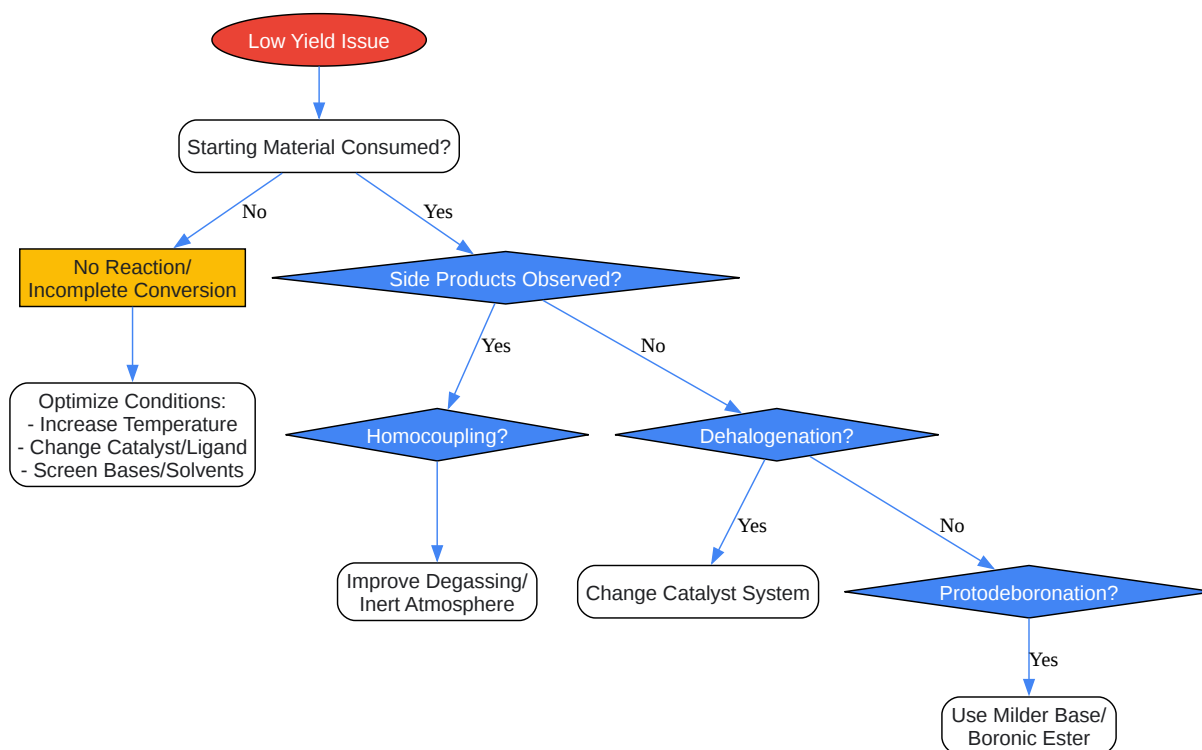 Low Yield Issue
Starting Material Consumed?
No
Yes
No Reaction/
Incomplete Conversion
Side Products Observed?
Yes
No
Optimize Conditions:
- Increase Temperature
- Change Catalyst/Ligand
- Screen Bases/Solvents
Homocoupling?
Dehalogenation?
Yes
No
Improve Degassing/
Inert Atmosphere
Change Catalyst System
Protodeboronation?
Yes
Use Milder Base/
Boronic Ester